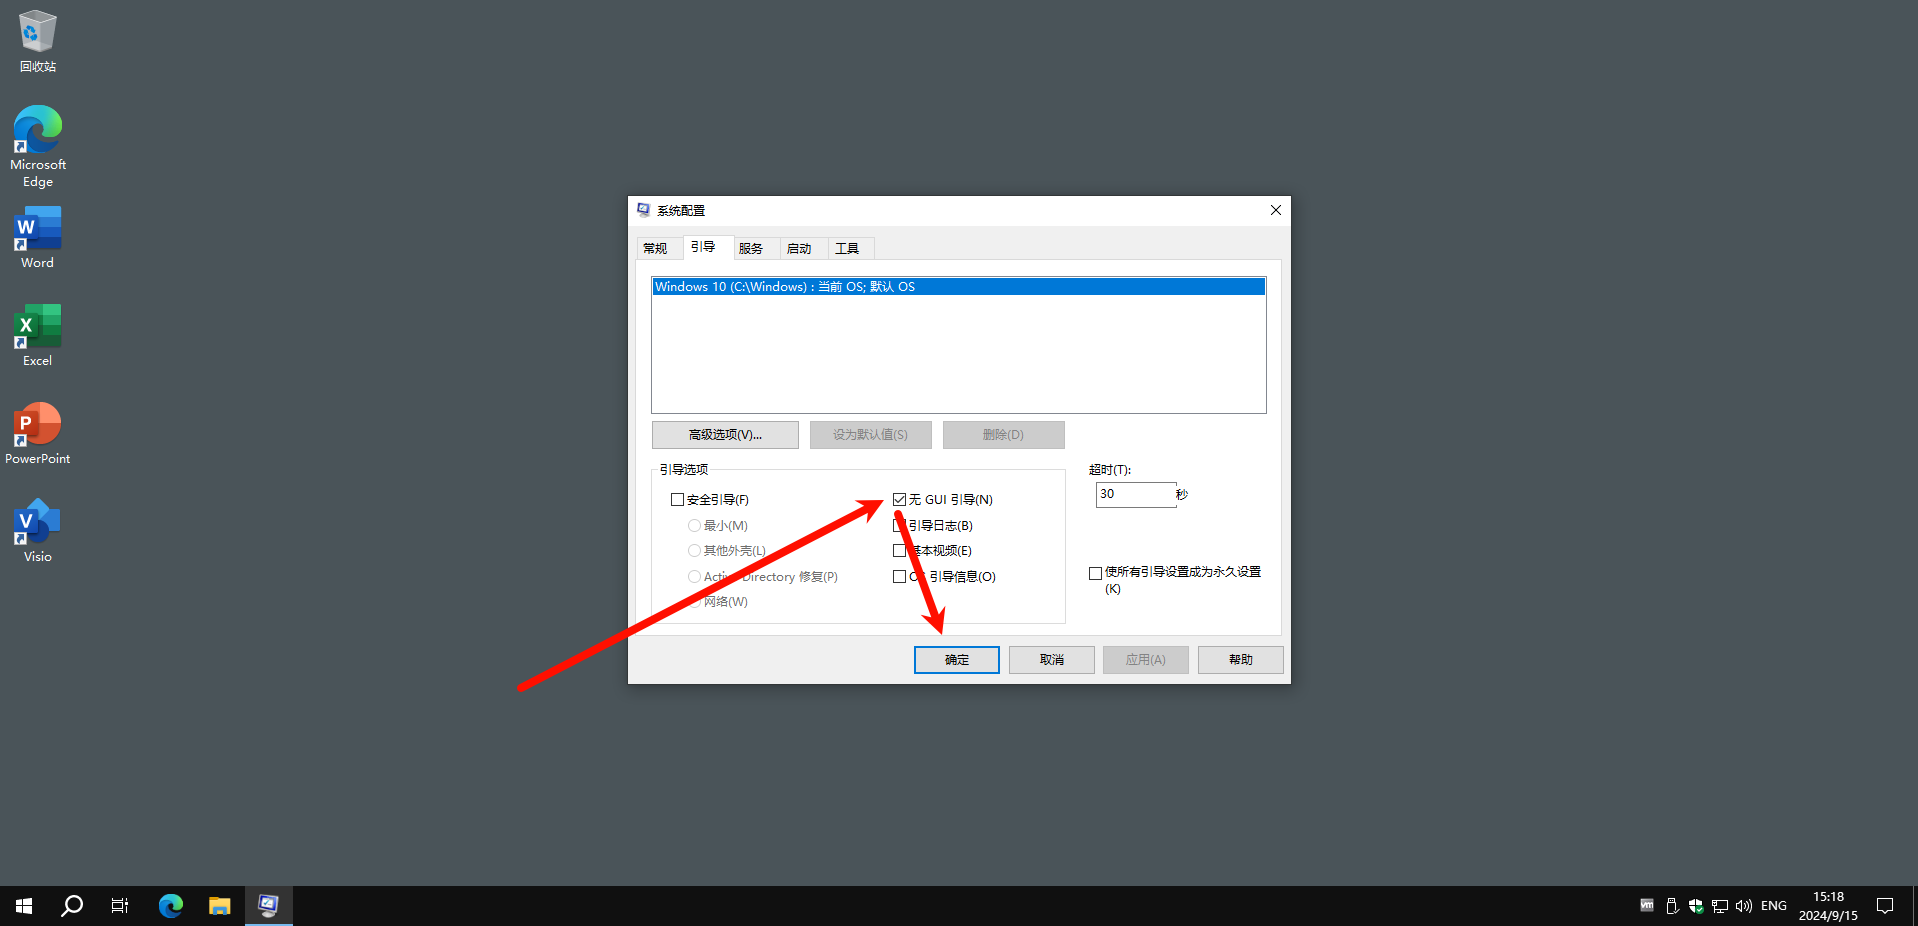 回收站
Microsoft
Edge
Word
Excel
PowerPoint
Visio
系统配置
常规
引导
服务
启动
工具
Windows 10 (C:\Windows) : 当前 OS; 默认 OS
高级选项(V)...
设为默认值(S)
删除(D)
引导选项
超时(T):
安全引导(F)
无 GUI 引导(N)
30
秒
最小(M)
引导日志(B)
其他外壳(L)
基本视频(E)
Active Directory 修复(P)
OS 引导信息(O)
使所有引导设置成为永久设置
(K)
网络(W)
确定
取消
应用(A)
帮助
vm
ENG
15:18
2024/9/15